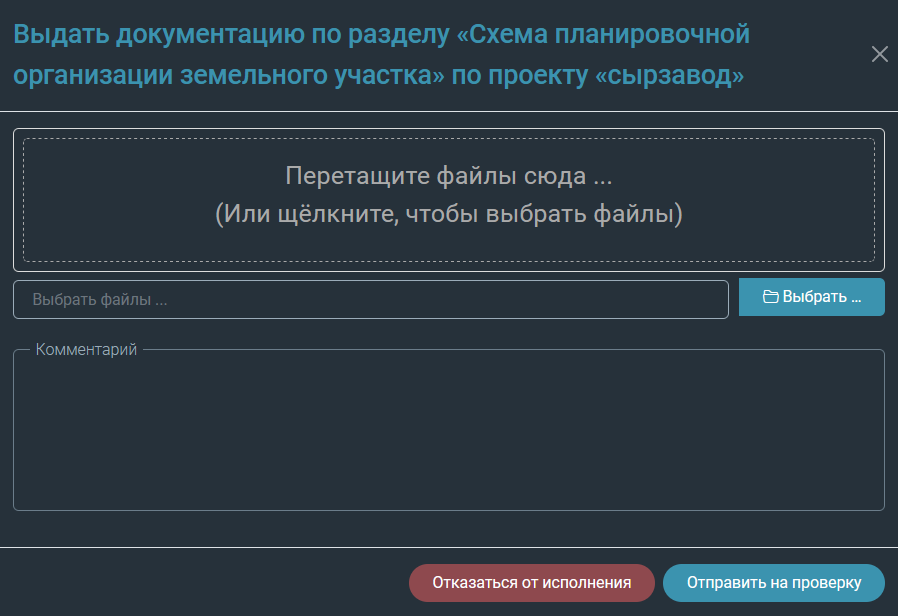 Выдать документацию по разделу «Схема планировочной
организации земельного участка» по проекту «сырзавод»
Перетащите файлы сюда ...
(Или щёлкните, чтобы выбрать файлы)
Выбрать файлы ...
Выбрать ...
Комментарий
Отказаться от исполнения
Отправить на проверку